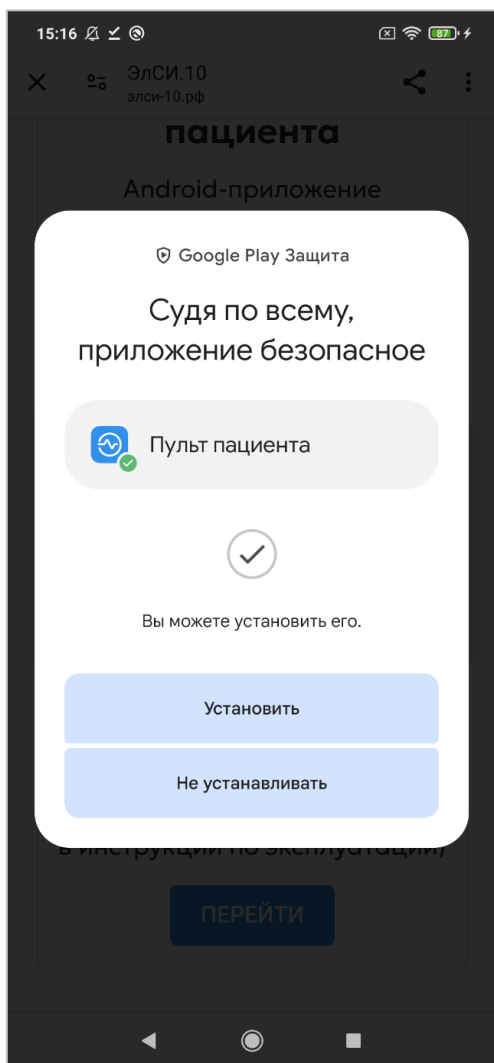 15:16
87
ЭлСИ.10
элси-10.рф
пациента
Android-приложение
Google Play Защита
Судя по всему,
приложение безопасное
Пульт пациента
Вы можете установить его.
Установить
Не устанавливать
в инструкции по эксплуатации)
ПЕРЕЙТИ